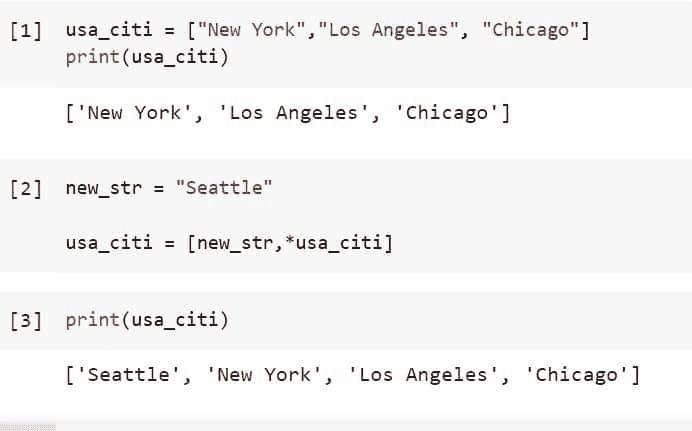 [1] usa_citi = ["New York","Los Angeles", "Chicago"]
print(usa_citi)
['New York', 'Los Angeles', 'Chicago']
[2] new_str = "Seattle"
usa_citi = [new_str,*usa_citi]
[3] print(usa_citi)
['Seattle', 'New York', 'Los Angeles', 'Chicago']